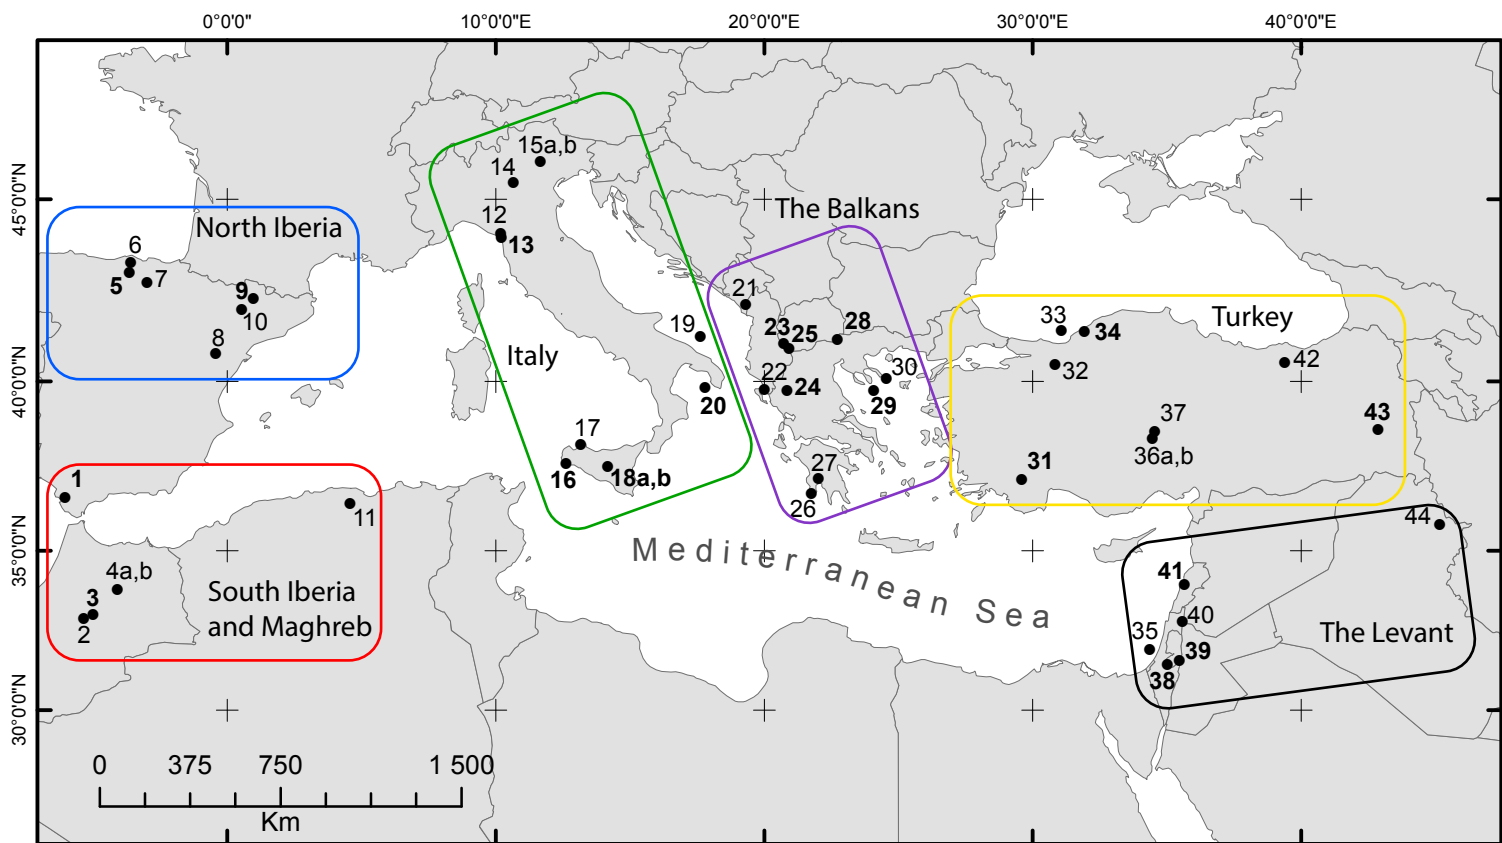 0°0'0" 10°0'0"E 20°0'0"E 30°0'0"E 40°0'0"E
45°0'0"N
40°0'0"N
35°0'0"N
30°0'0"N
North Iberia
6
5
7
9
10
8
15a,b
14
12
13
19
Italy
20
17
16
18a,b
The Balkans
21
23
25
28
22
24
30
29
27
26
Turkey
33
34
32
42
37
36a,b
43
31
1
11
4a,b
3
2
South Iberia
and Maghreb
Mediterranean Sea
44
41
40
35
39
38
The Levant
0 375 750 1 500
Km